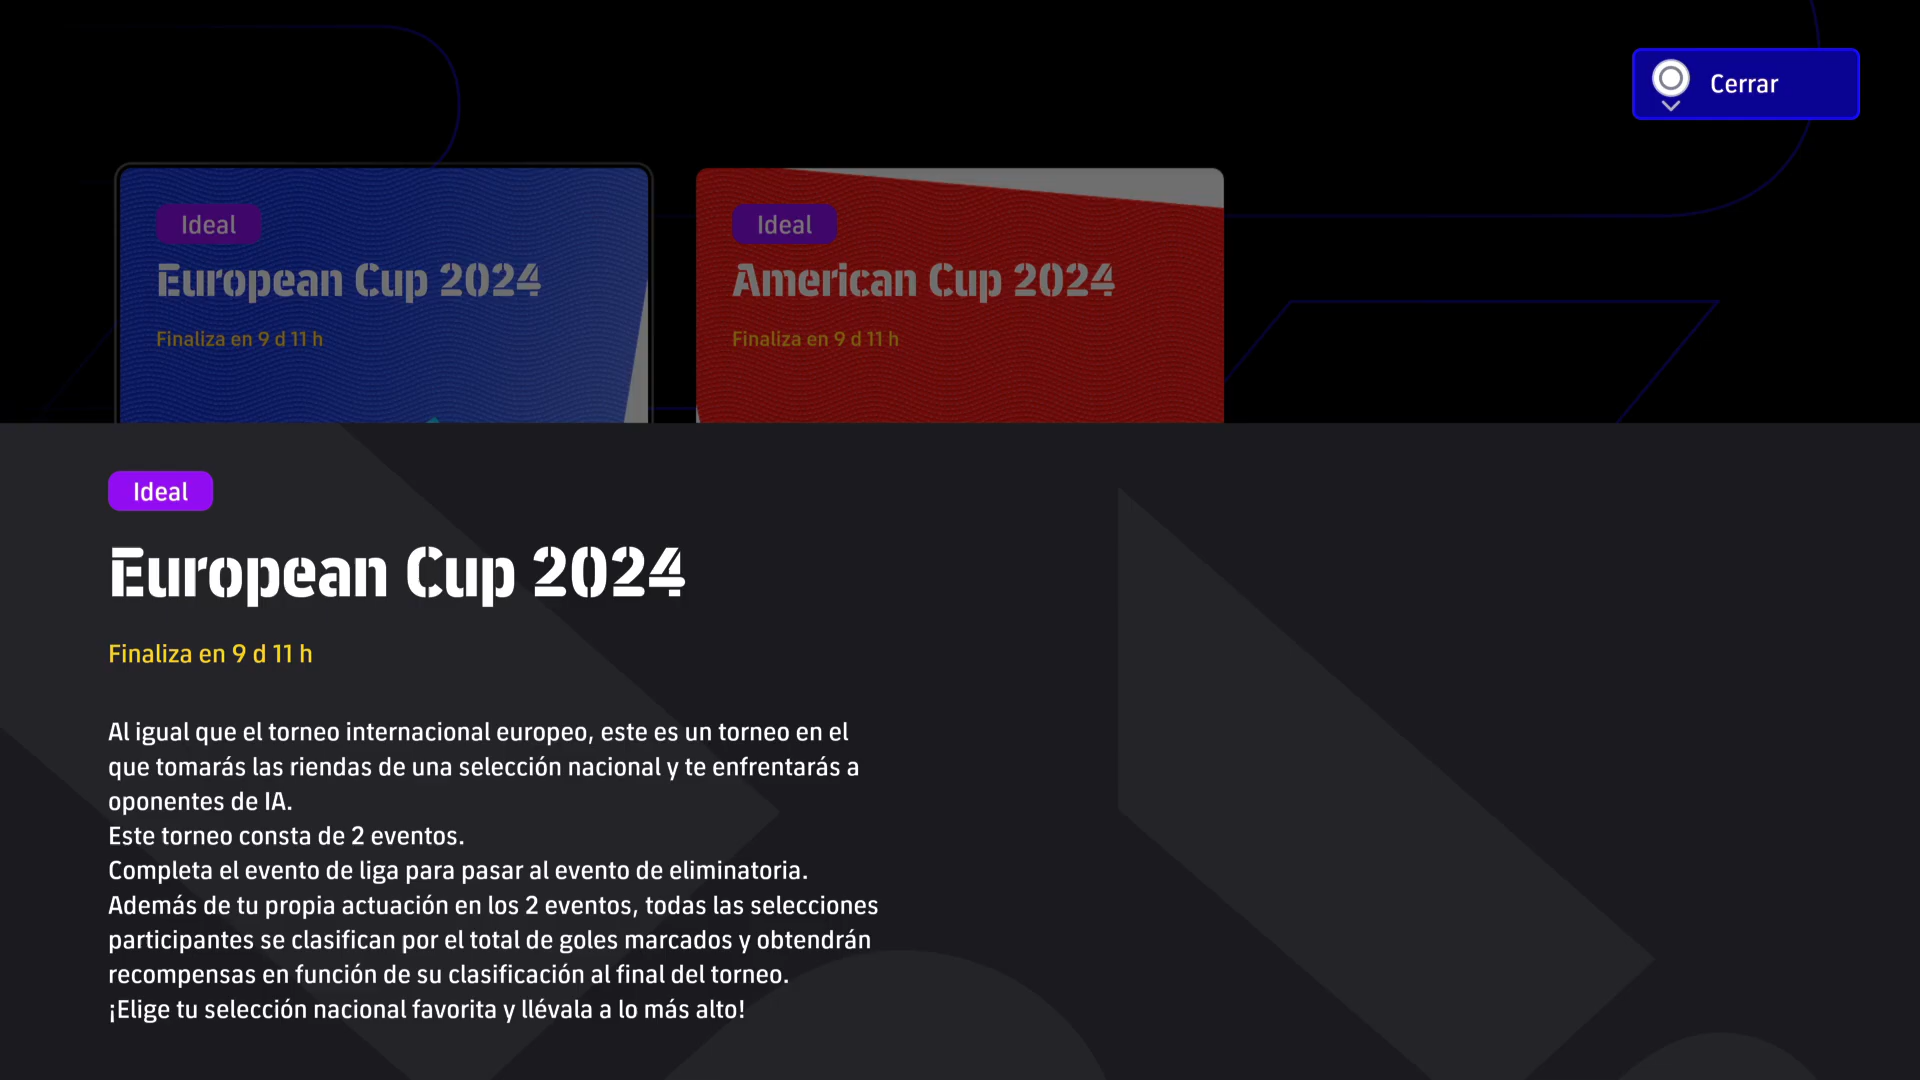 Cerrar
Ideal
European Cup 2024
Finaliza en 9 d 11 h
Ideal
American Cup 2024
Finaliza en 9 d 11 h
Ideal
European Cup 2024
Finaliza en 9 d 11 h
Al igual que el torneo internacional europeo, este es un torneo en el
que tomarás las riendas de una selección nacional y te enfrentarás a
oponentes de IA.
Este torneo consta de 2 eventos.
Completa el evento de liga para pasar al evento de eliminatoria.
Además de tu propia actuación en los 2 eventos, todas las selecciones
participantes se clasifican por el total de goles marcados y obtendrán
recompensas en función de su clasificación al final del torneo.
¡Elige tu selección nacional favorita y llévala a lo más alto!